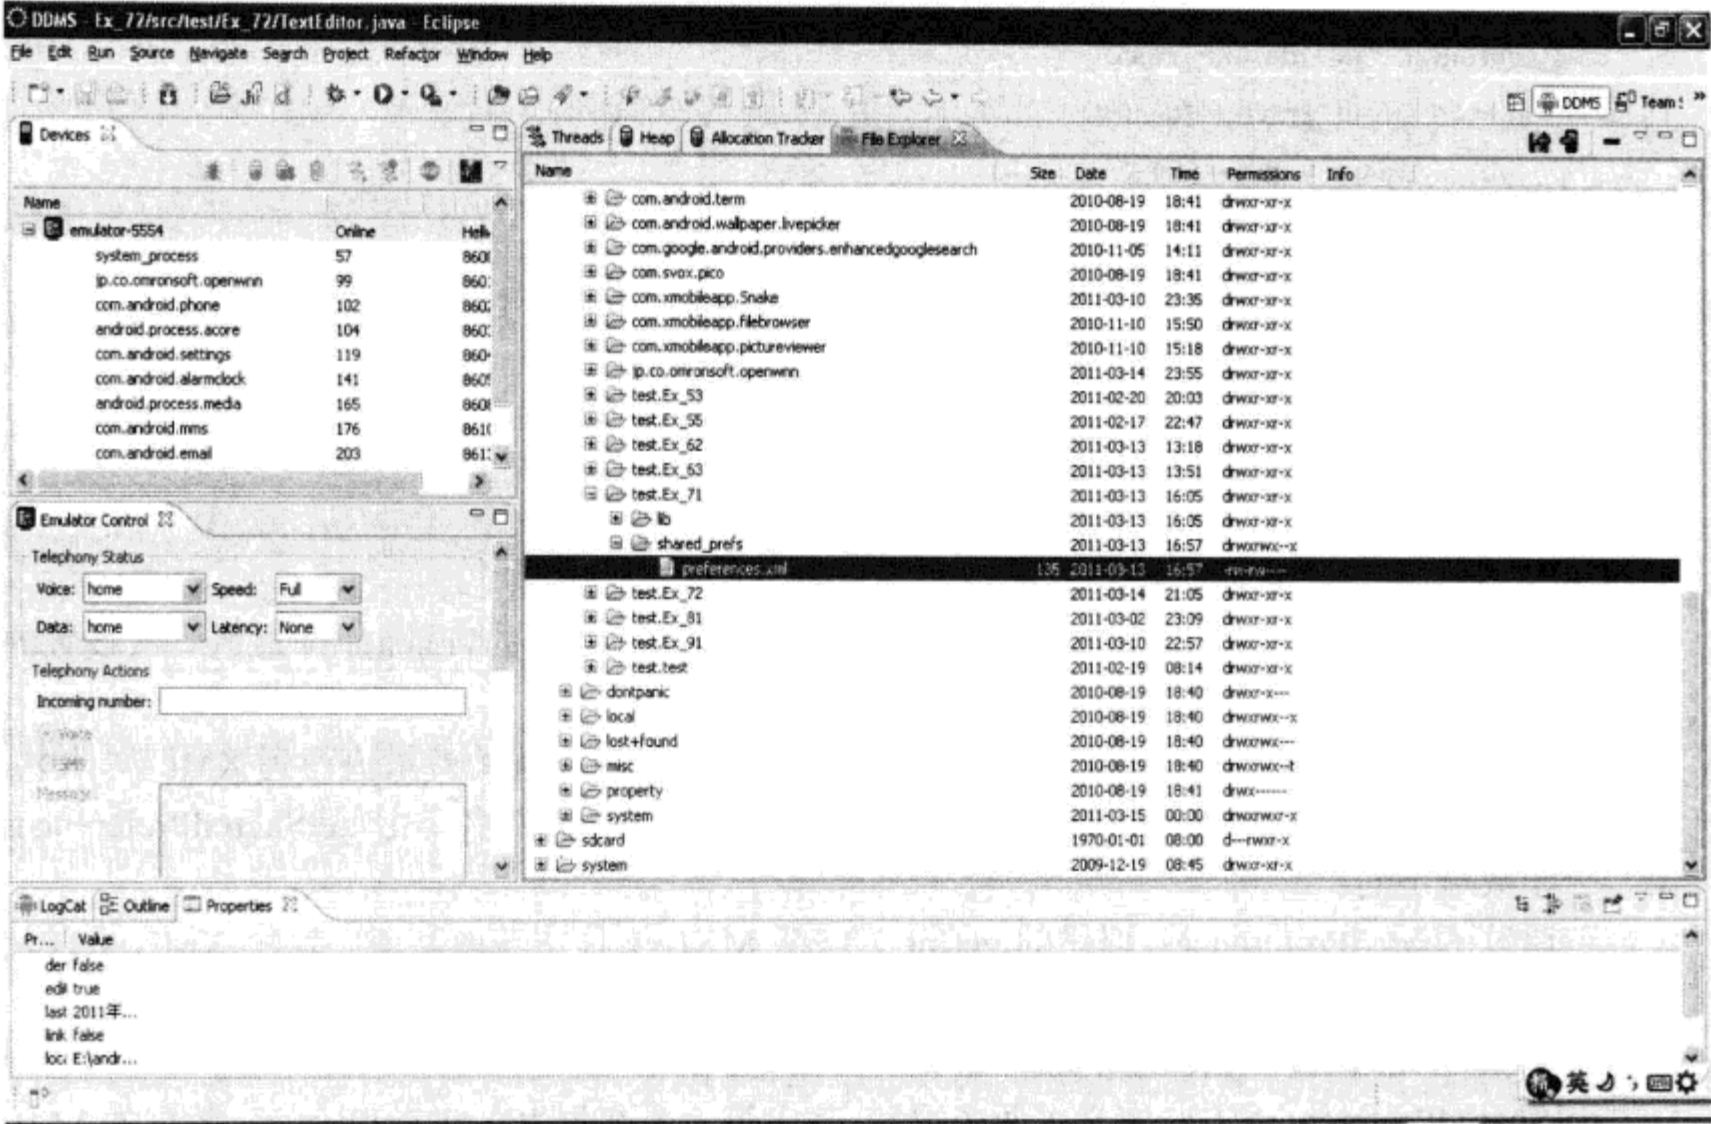 DDMS - Ex_72/src/test/Ex_72/TextEditor.java - Eclipse
File Edit Run Source Navigate Search Project Refactor Window Help
DDMS Team
Devices
Name
emulator-5554 Online
system_process 57
jp.co.omronsoft.openwnn 99
com.android.phone 102
android.process.acore 104
com.android.settings 119
com.android.alarmclock 141
android.process.media 165
com.android.mms 176
com.android.email 203
Emulator Control
Telephony Status
Voice: home Speed: Full
Data: home Latency: None
Telephony Actions
Incoming number:
Voice
SMS
Message:
Threads Heap Allocation Tracker File Explorer
Name Size Date Time Permissions Info
com.android.term 2010-08-19 18:41 drwxr-xr-x
com.android.wallpaper.livepicker 2010-08-19 18:41 drwxr-xr-x
com.google.android.providers.enhancedgooglesearch 2010-11-05 14:11 drwxr-xr-x
com.svox.pico 2010-08-19 18:41 drwxr-xr-x
com.xmobileapp.Snake 2011-03-10 23:35 drwxr-xr-x
com.xmobileapp.filebrowser 2010-11-10 15:50 drwxr-xr-x
com.xmobileapp.pictureviewer 2010-11-10 15:18 drwxr-xr-x
jp.co.omronsoft.openwnn 2011-03-14 23:55 drwxr-xr-x
test.Ex_53 2011-02-20 20:03 drwxr-xr-x
test.Ex_55 2011-02-17 22:47 drwxr-xr-x
test.Ex_62 2011-03-13 13:18 drwxr-xr-x
test.Ex_63 2011-03-13 13:51 drwxr-xr-x
test.Ex_71 2011-03-13 16:05 drwxr-xr-x
lib 2011-03-13 16:05 drwxr-xr-x
shared_prefs 2011-03-13 16:57 drwxrwx--x
preferences.xml 135 2011-03-13 16:57 -rw-rw----
test.Ex_72 2011-03-14 21:05 drwxr-xr-x
test.Ex_81 2011-03-02 23:09 drwxr-xr-x
test.Ex_91 2011-03-10 22:57 drwxr-xr-x
test.test 2011-02-19 08:14 drwxr-xr-x
dontpanic 2010-08-19 18:40 drwxr-x---
local 2010-08-19 18:40 drwxrwx--x
lost+found 2010-08-19 18:40 drwxrwx---
misc 2010-08-19 18:40 drwxrwx--t
property 2010-08-19 18:41 drwx------
system 2011-03-15 00:00 drwxrwxr-x
sdcard 1970-01-01 08:00 d---rwxr-x
system 2009-12-19 08:45 drwxr-xr-x
LogCat Outline Properties
Pr... Value
der false
edit true
last 2011年...
link false
loca E:\andr...
英